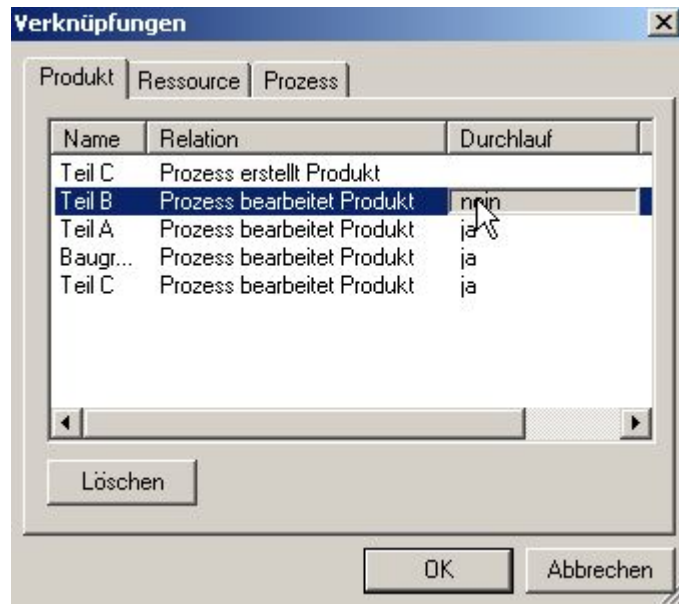 Verknüpfungen
Produkt Ressource Prozess
Name Relation Durchlauf
Teil C Prozess erstellt Produkt
Teil B Prozess bearbeitet Produkt nein
Teil A Prozess bearbeitet Produkt ja
Baugr... Prozess bearbeitet Produkt ja
Teil C Prozess bearbeitet Produkt ja
Löschen
OK Abbrechen